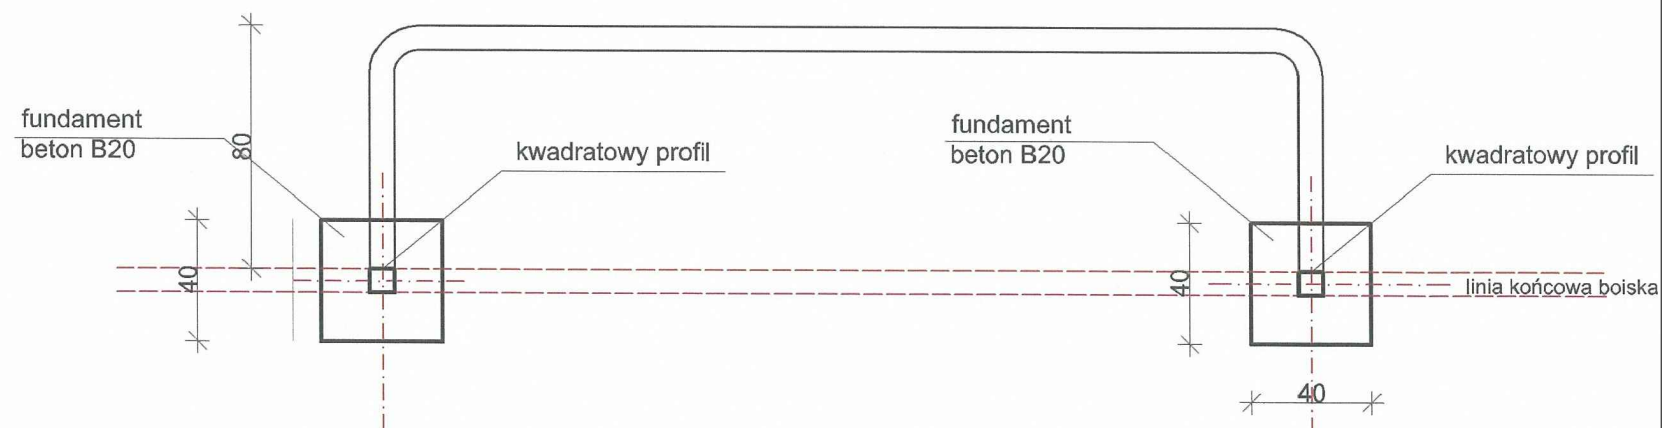 fundament
beton B20
80
kwadratowy profil
fundament
beton B20
kwadratowy profil
40
40
linia końcowa boiska
40